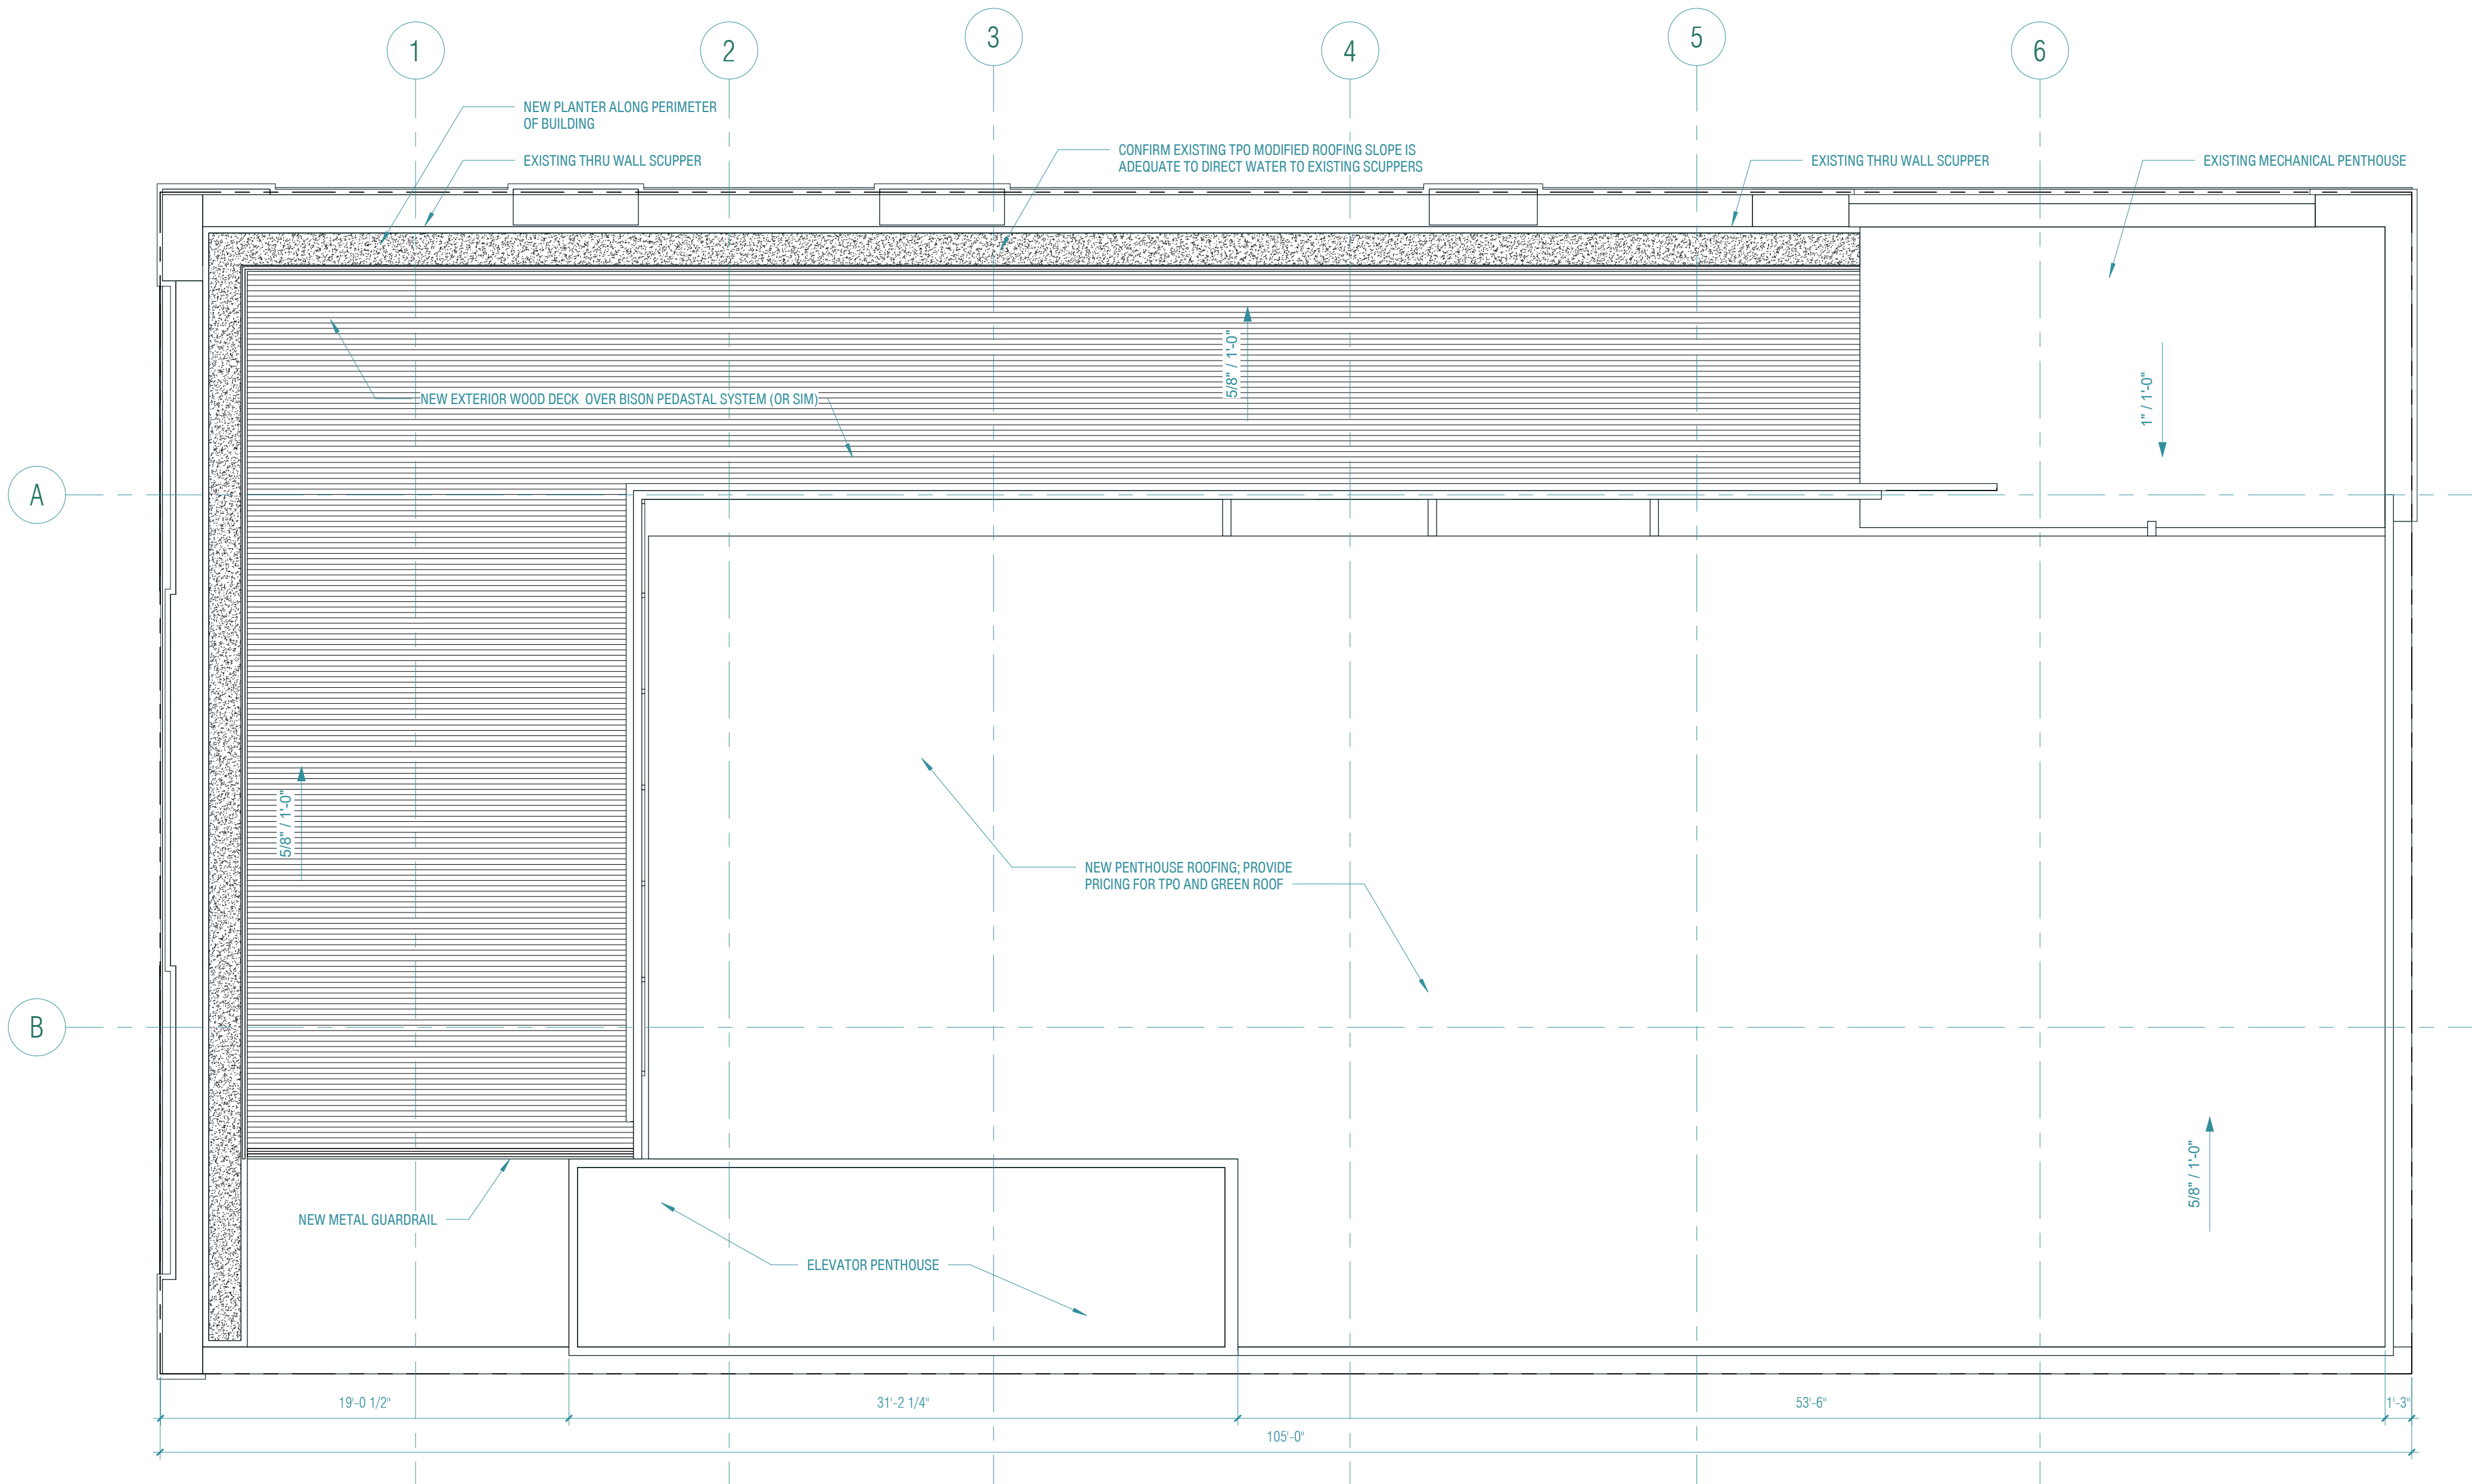 1
2
3
4
5
6
NEW PLANTER ALONG PERIMETER
OF BUILDING
EXISTING THRU WALL SCUPPER
CONFIRM EXISTING TPO MODIFIED ROOFING SLOPE IS
ADEQUATE TO DIRECT WATER TO EXISTING SCUPPERS
EXISTING THRU WALL SCUPPER
EXISTING MECHANICAL PENTHOUSE
5/8" / 1'-0"
1" / 1'-0"
NEW EXTERIOR WOOD DECK OVER BISON PEDASTAL SYSTEM (OR SIM)
A
5/8" / 1'-0"
NEW PENTHOUSE ROOFING; PROVIDE
PRICING FOR TPO AND GREEN ROOF
B
5/8" / 1'-0"
NEW METAL GUARDRAIL
ELEVATOR PENTHOUSE
19'-0 1/2"
31'-2 1/4"
53'-6"
1'-3"
105'-0"